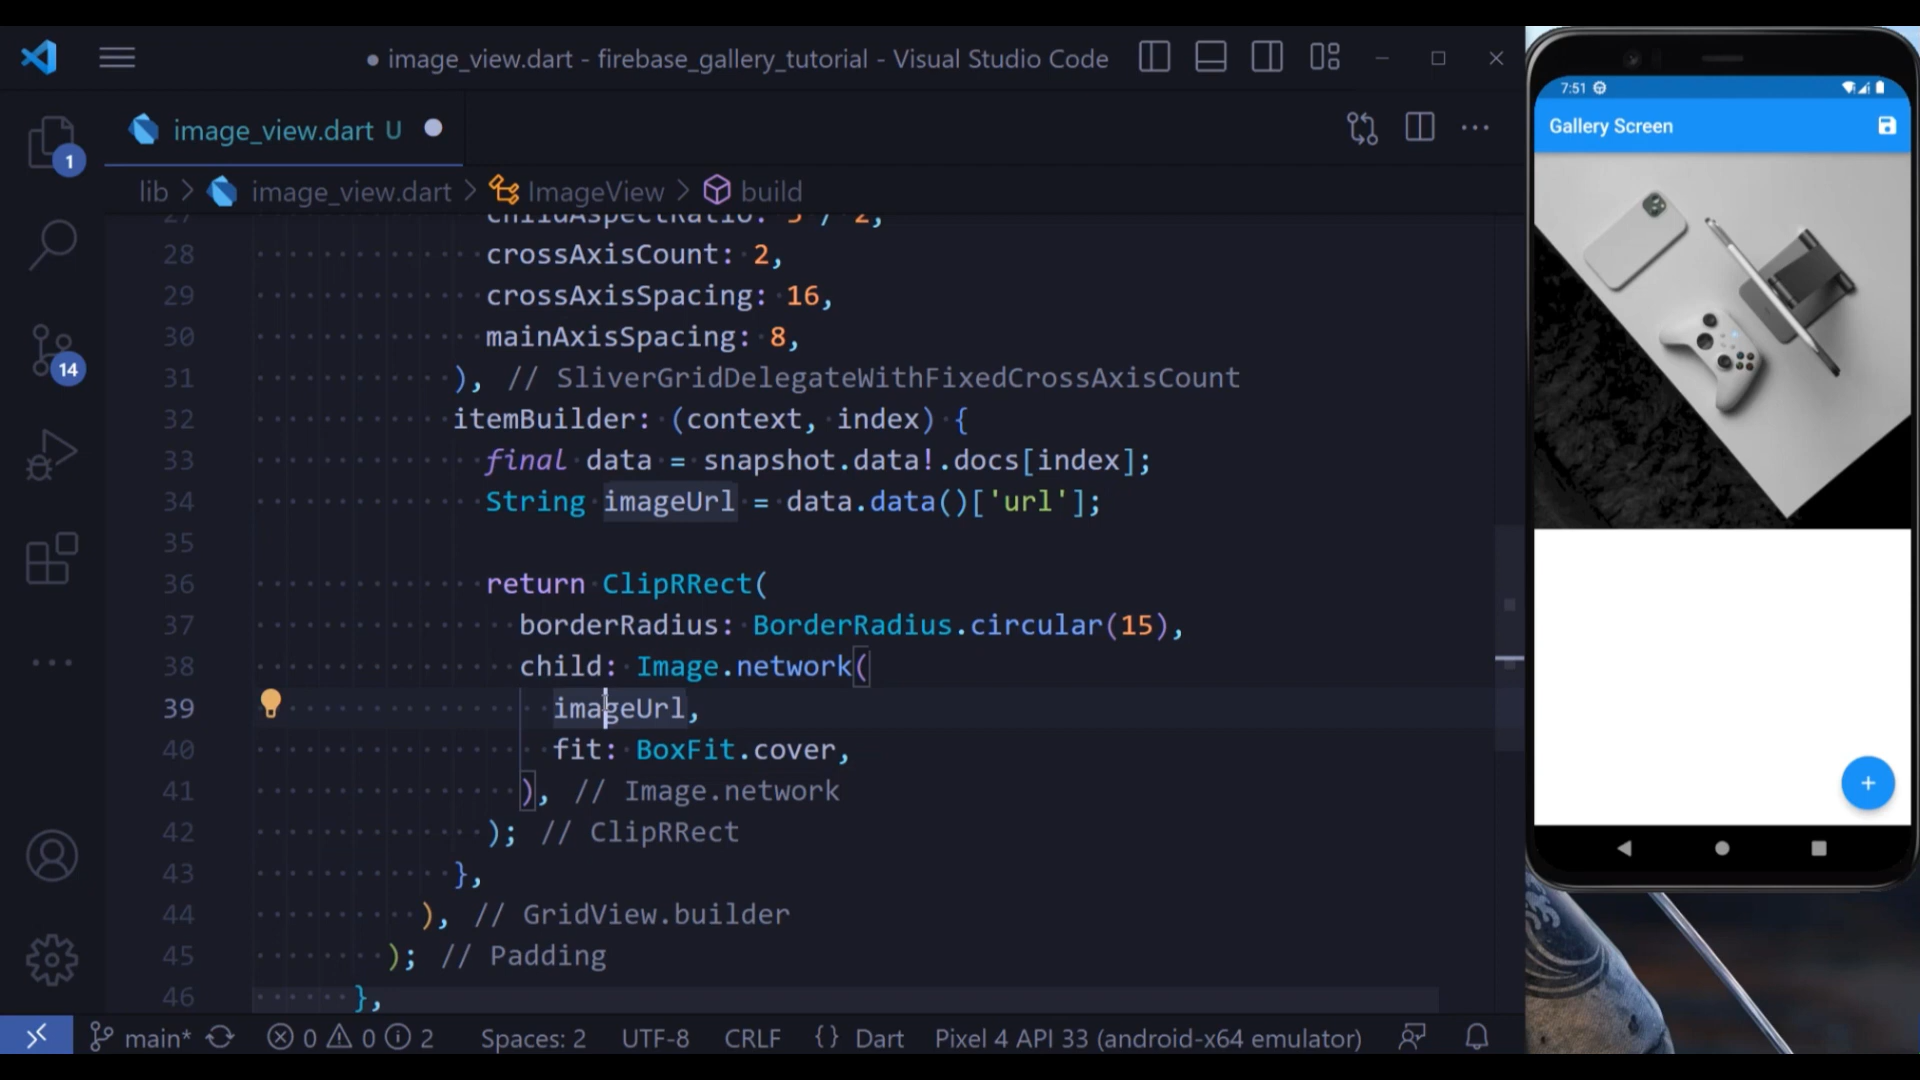 ● image_view.dart - firebase_gallery_tutorial - Visual Studio Code
image_view.dart U
lib > image_view.dart > ImageView > build
27 childAspectRatio: 3 / 2,
28 crossAxisCount: 2,
29 crossAxisSpacing: 16,
30 mainAxisSpacing: 8,
31 ), // SliverGridDelegateWithFixedCrossAxisCount
32 itemBuilder: (context, index) {
33 final data = snapshot.data!.docs[index];
34 String imageUrl = data.data()['url'];
35
36 return ClipRRect(
37 borderRadius: BorderRadius.circular(15),
38 child: Image.network(
39 imageUrl,
40 fit: BoxFit.cover,
41 ), // Image.network
42 ); // ClipRRect
43 },
44 ), // GridView.builder
45 ); // Padding
46 },
1
14
main* 0 0 2 Spaces: 2 UTF-8 CRLF {} Dart Pixel 4 API 33 (android-x64 emulator)
7:51
Gallery Screen
+